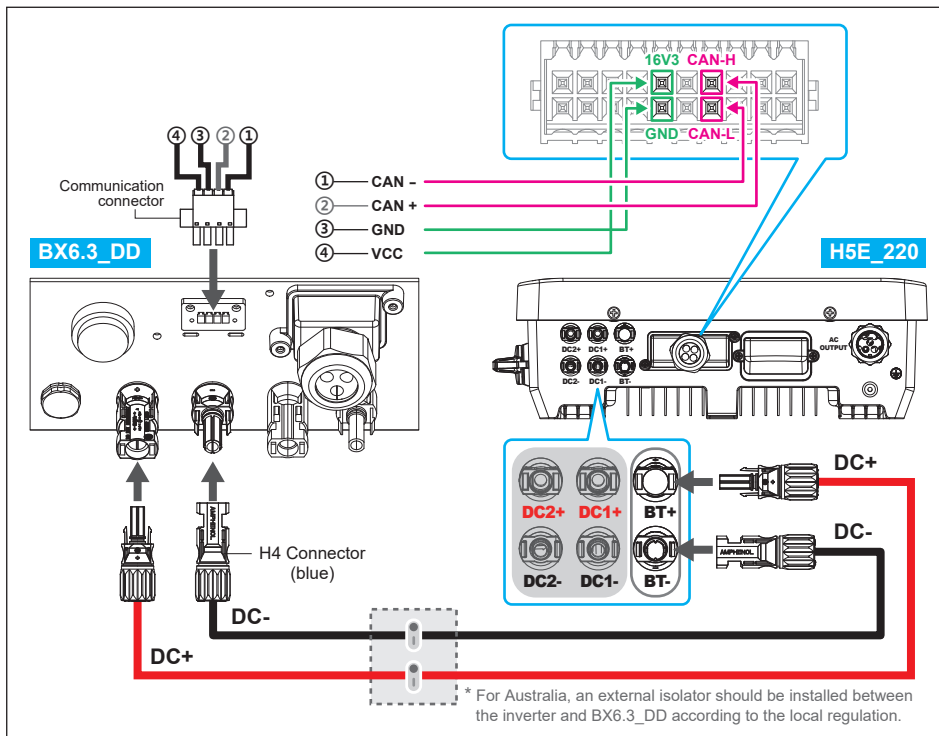 16V3 CAN-H
GND CAN-L
④ ③ ② ①
Communication
connector
① CAN –
② CAN +
③ GND
④ VCC
BX6.3_DD
H5E_220
DC2+ DC1+ BT+
DC2- DC1- BT-
AC
OUTPUT
DC2+ DC1+ BT+
DC2- DC1- BT-
DC+
DC-
AMPHENOL
AMPHENOL
H4 Connector
(blue)
DC-
DC+
* For Australia, an external isolator should be installed between
the inverter and BX6.3_DD according to the local regulation.